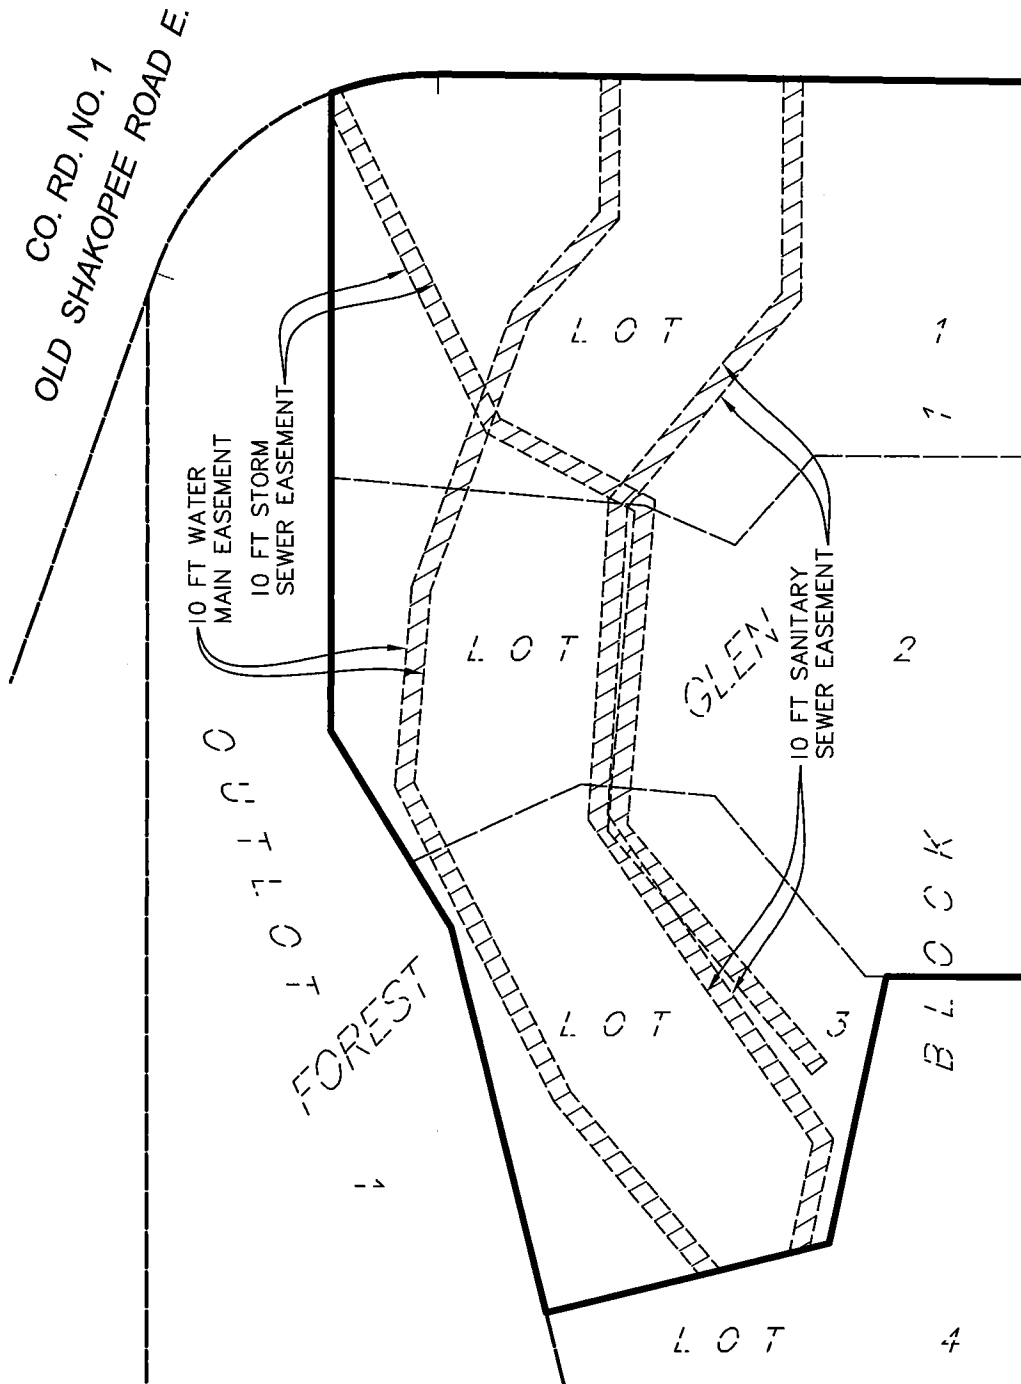 CO. RD. NO. 1
OLD SHAKOPEE ROAD E.
10 FT WATER
MAIN EASEMENT
10 FT STORM
SEWER EASEMENT
LOT 1
1
LOT 2
GLEN
10 FT SANITARY
SEWER EASEMENT
OUTLOT
1
FOREST
LOT 3
BLOCK
LOT 4